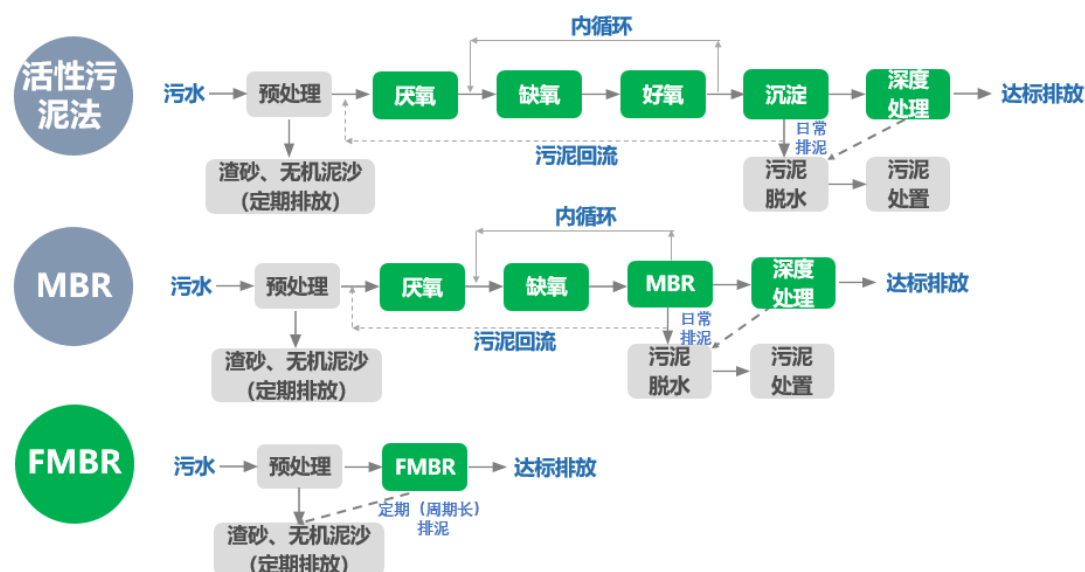 活性污
泥法
内循环
污水
预处理
厌氧
缺氧
好氧
沉淀
深度
处理
达标排放
日常
排泥
污泥回流
渣砂、无机泥沙
(定期排放)
污泥
脱水
污泥
处置
MBR
内循环
污水
预处理
厌氧
缺氧
MBR
深度
处理
达标排放
日常
排泥
污泥回流
渣砂、无机泥沙
(定期排放)
污泥
脱水
污泥
处置
FMBR
污水
预处理
FMBR
达标排放
定期（周期长）
排泥
渣砂、无机泥沙
(定期排放)